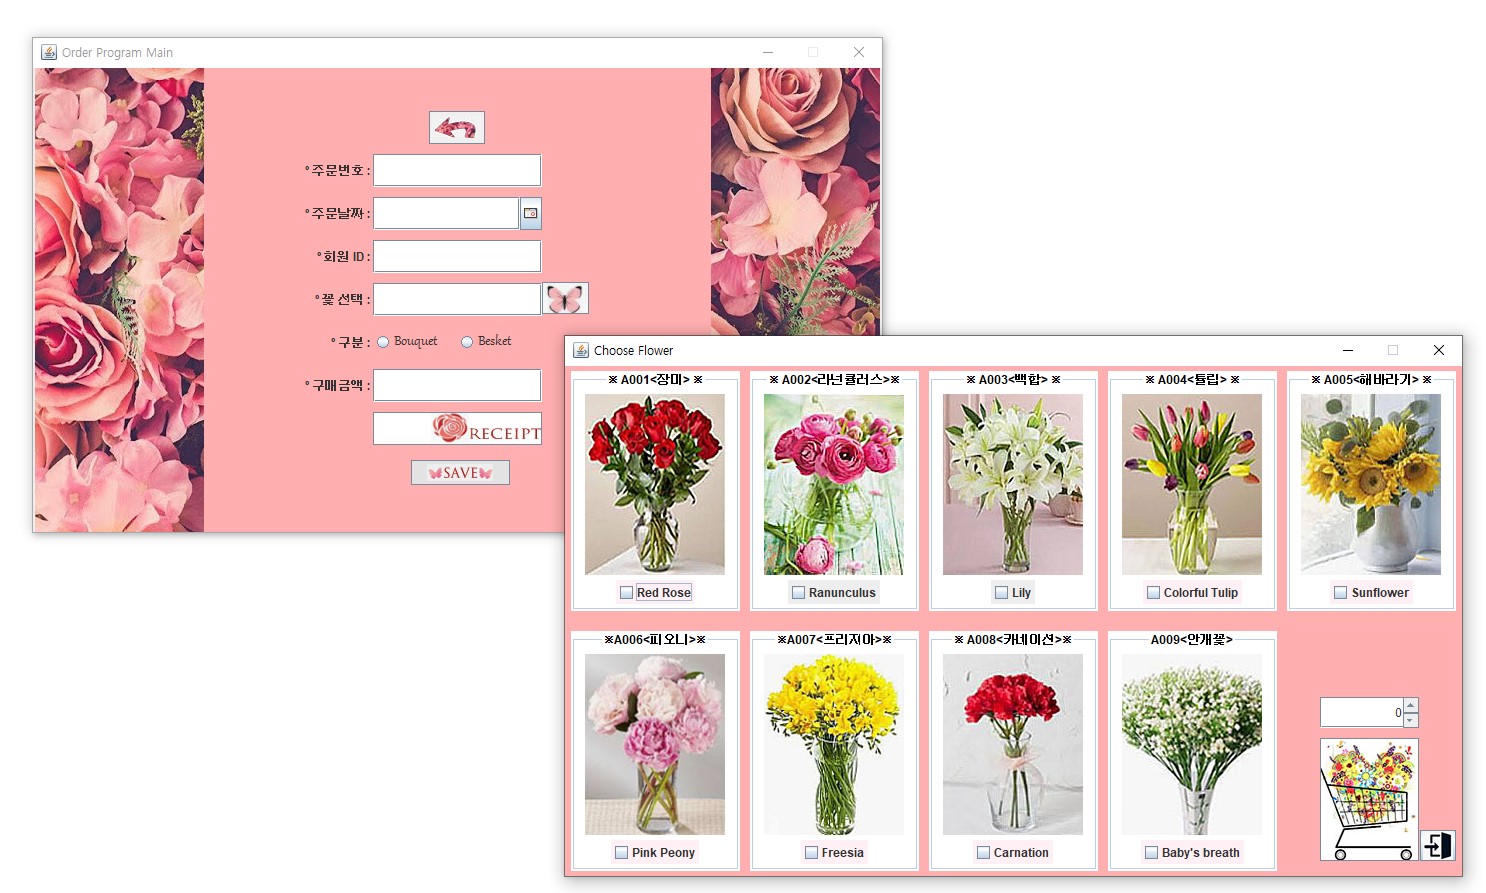 Order Program Main
° 주문번호 :
° 주문날짜 :
° 회원 ID :
° 꽃 선택 :
° 구분 : Bouquet Besket
° 구매금액 :
RECEIPT
SAVE
Choose Flower
※ A001<장미> ※
※ A002<라넌큘러스>※
※ A003<백합> ※
※ A004<튤립> ※
※ A005<해바라기> ※
Red Rose
Ranunculus
Lily
Colorful Tulip
Sunflower
※A006<피오니>※
※A007<프리지아>※
※ A008<카네이션>※
A009<안개꽃>
0
Pink Peony
Freesia
Carnation
Baby's breath